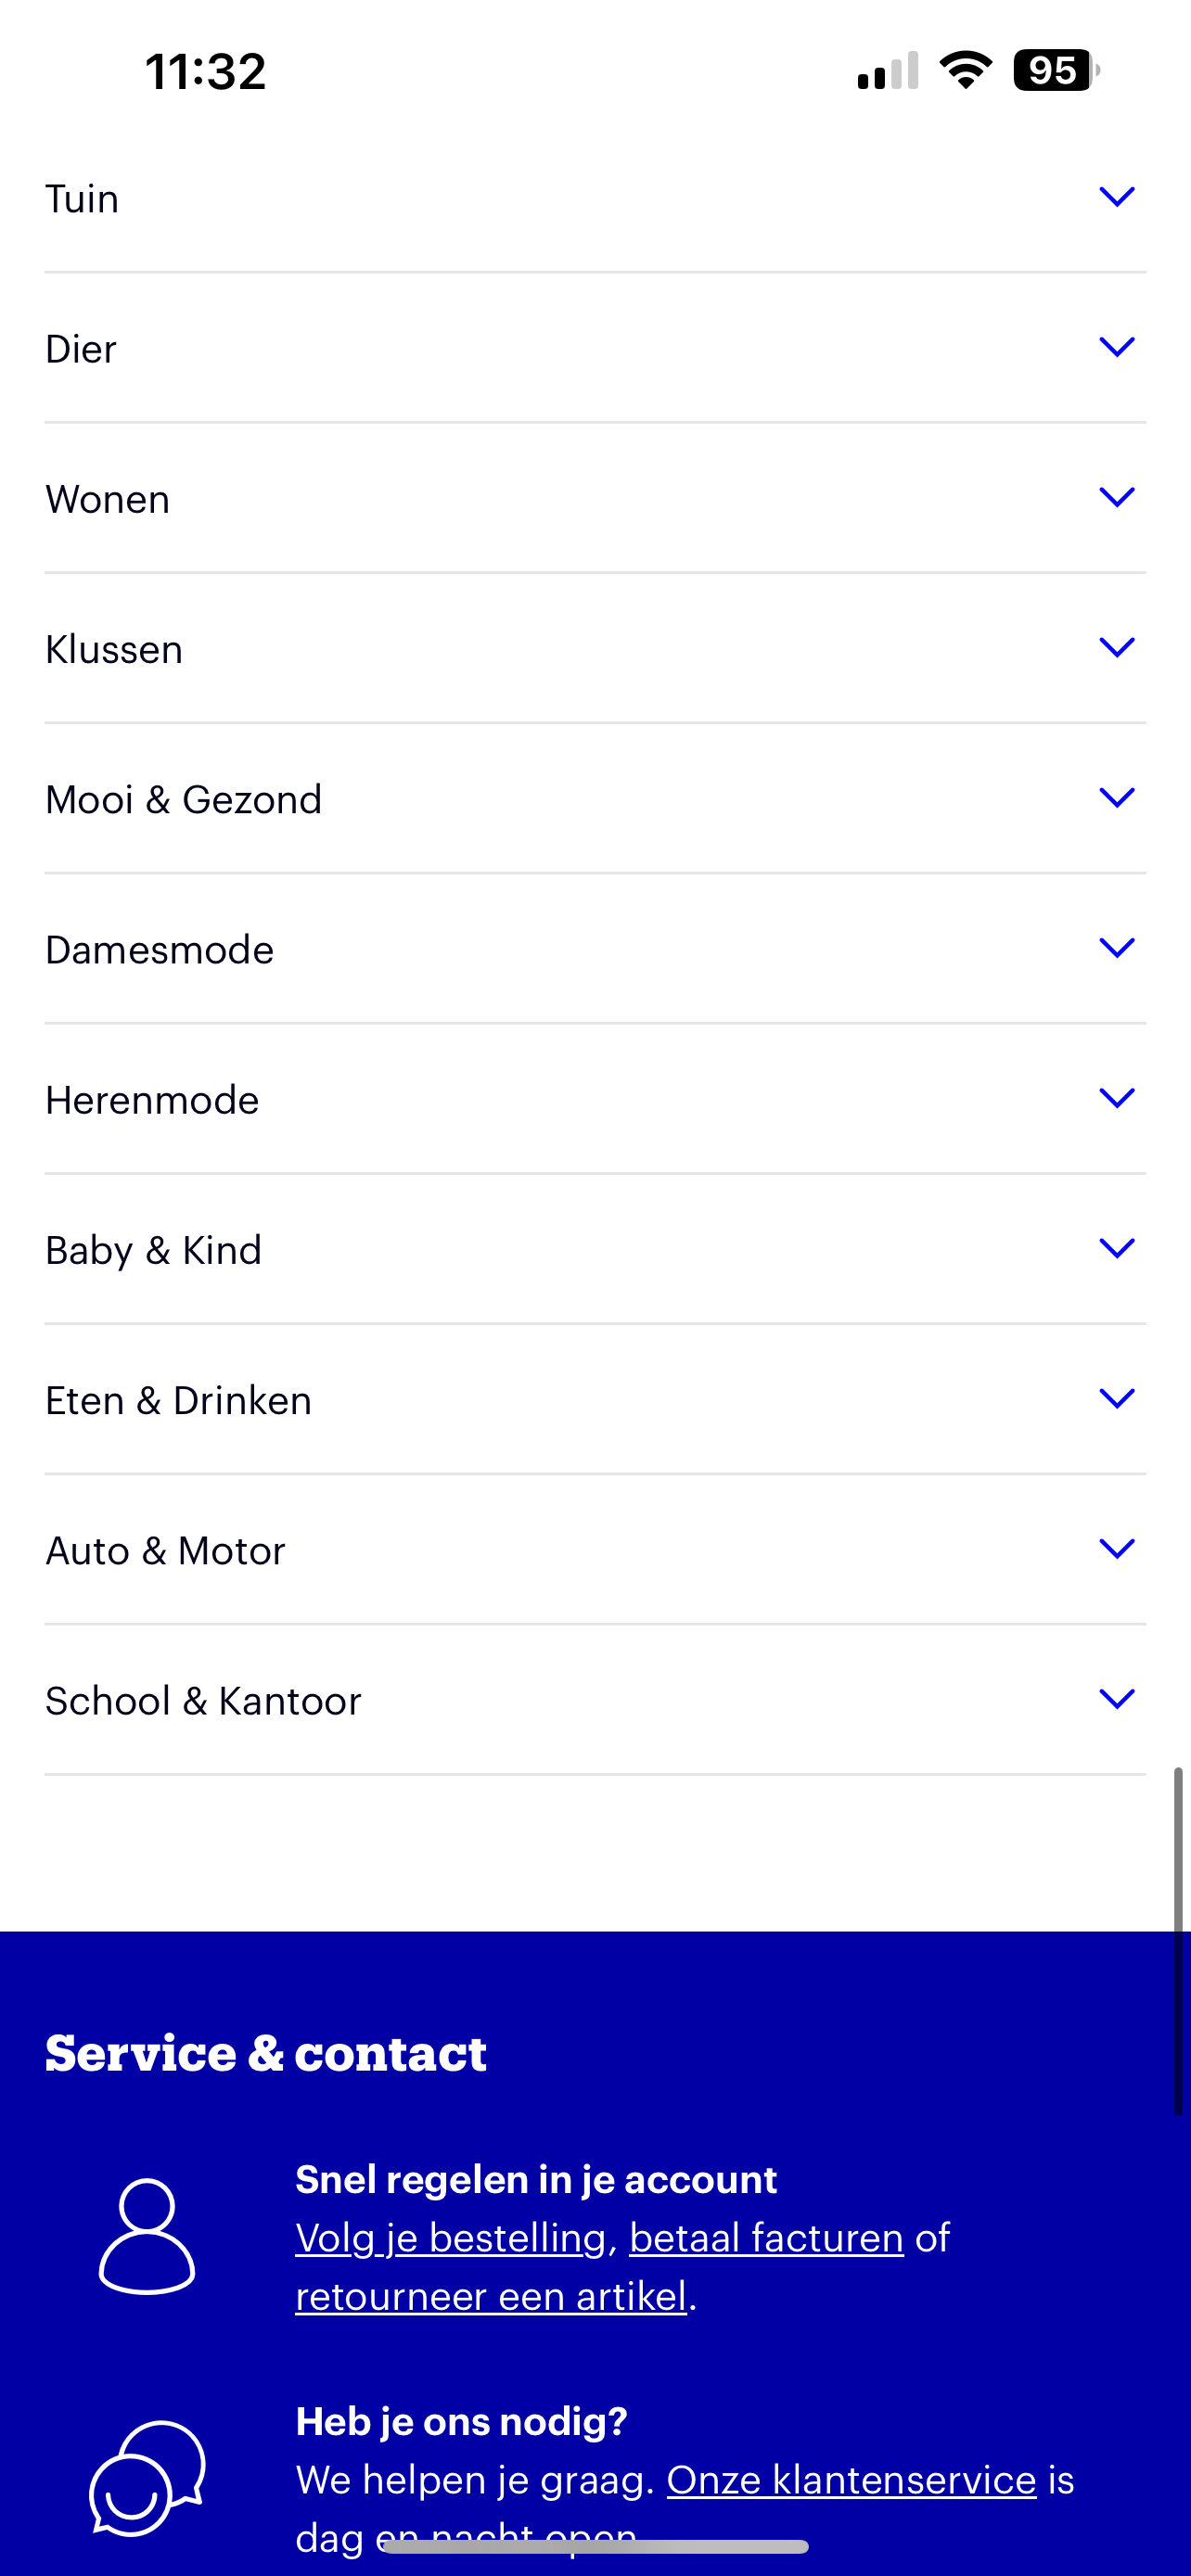 11:32
95
Tuin
Dier
Wonen
Klussen
Mooi & Gezond
Damesmode
Herenmode
Baby & Kind
Eten & Drinken
Auto & Motor
School & Kantoor
Service & contact
Snel regelen in je account
Volg je bestelling, betaal facturen of
retourneer een artikel.
Heb je ons nodig?
We helpen je graag. Onze klantenservice is
dag en nacht open.